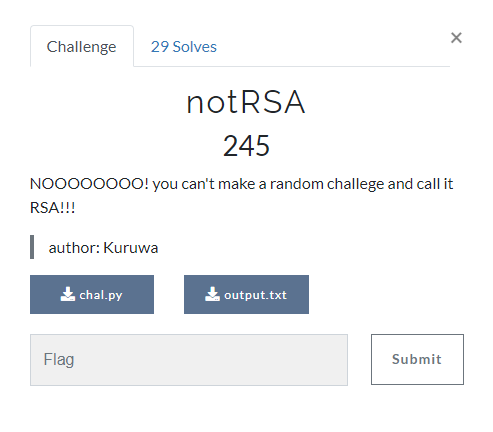 Challenge
29 Solves
×
notRSA
245
NOOOOOOOO! you can't make a random challege and call it
RSA!!!
author: Kuruwa
chal.py
output.txt
Flag
Submit